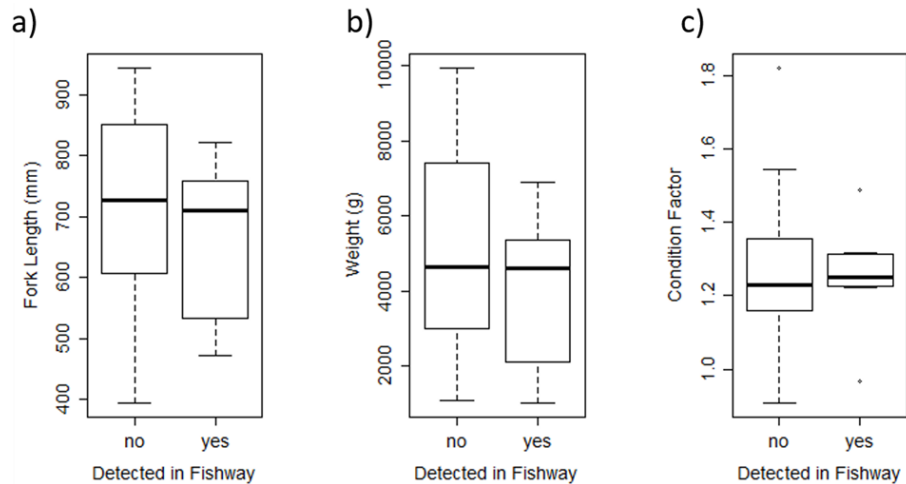 a)
Fork Length (mm)
900
800
700
600
500
400
no yes
Detected in Fishway
b)
Weight (g)
10000
8000
6000
4000
2000
no yes
Detected in Fishway
c)
Condition Factor
1.8
1.6
1.4
1.2
1.0
no yes
Detected in Fishway